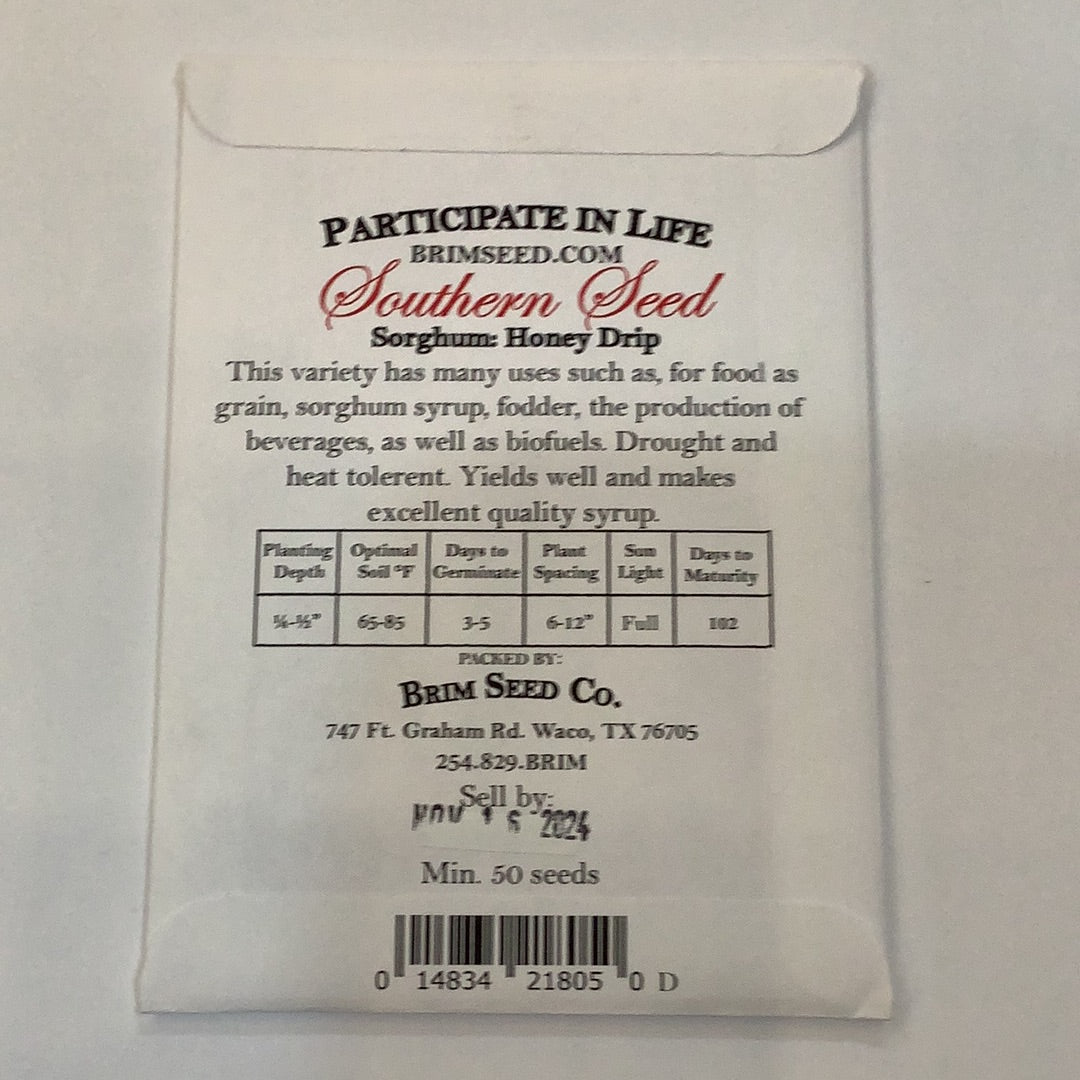 PARTICIPATE IN LIFE
BRIMSEED.COM
Southern Seed
Sorghum: Honey Drip
This variety has many uses such as, for food as
grain, sorghum syrup, fodder, the production of
beverages, as well as biofuels. Drought and
heat tolerent. Yields well and makes
excellent quality syrup.
Planting Depth Optimal Soil °F Days to Germinate Plant Spacing Sun Light Days to Maturity
¼-½" 65-85 3-5 6-12" Full 102
PACKED BY:
BRIM SEED CO.
747 Ft. Graham Rd. Waco, TX 76705
254.829.BRIM
Sell by:
NOV 2024
Min. 50 seeds
0 14834 21805 0 D